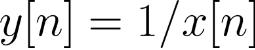 y[n] = 1/x[n]